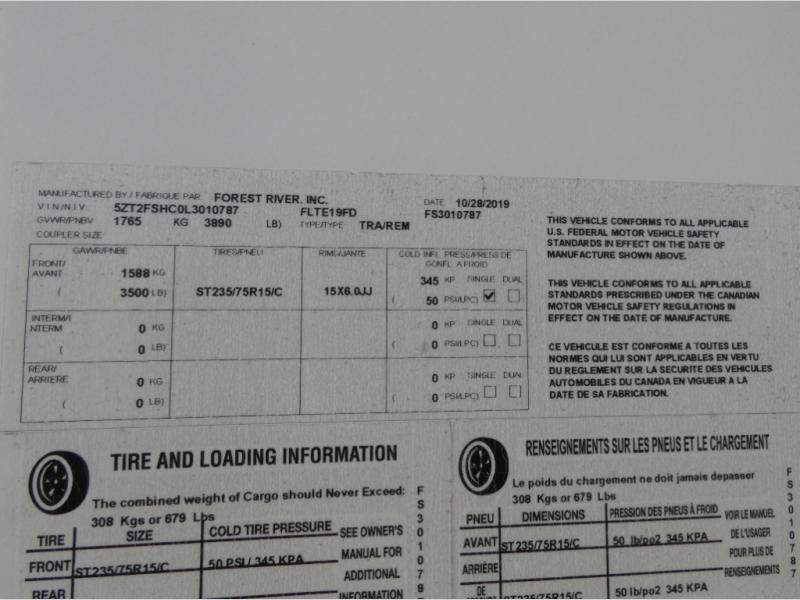 MANUFACTURED BY / FABRIQUE PAR FOREST RIVER, INC. DATE 10/28/2019
V I N / N I V 5ZT2FSHC0L3010787 FLTE19FD FS3010787
GVWR/PNBV 1765 KG 3890 LB) TYPE/TYPE TRA/REM
COUPLER SIZE
GAWR/PNBE TIRES/PNEU RIME/JANTE COLD INFL. PRESS/PRESS DE GONFL. A FROID
FRONT/ AVANT 1588 KG 345 KP SINGLE DUAL
( 3500 LB) ST235/75R15/C 15X6.0JJ ( 50 PSI/LPC)
INTERM/I NTERM 0 KG 0 KP SINGLE DUAL
( 0 LB) ( 0 PSI/LPC)
REAR/ ARRIERE 0 KG 0 KP SINGLE DUAL
( 0 LB) ( 0 PSI/LPC)
THIS VEHICLE CONFORMS TO ALL APPLICABLE
U.S. FEDERAL MOTOR VEHICLE SAFETY
STANDARDS IN EFFECT ON THE DATE OF
MANUFACTURE SHOWN ABOVE.
THIS VEHICLE CONFORMS TO ALL APPLICABLE
STANDARDS PRESCRIBED UNDER THE CANADIAN
MOTOR VEHICLE SAFETY REGULATIONS IN
EFFECT ON THE DATE OF MANUFACTURE.
CE VEHICULE EST CONFORME A TOUTES LES
NORMES QUI LUI SONT APPLICABLES EN VERTU
DU REGLEMENT SUR LA SECURITE DES VEHICULES
AUTOMOBILES DU CANADA EN VIGUEUR A LA
DATE DE SA FABRICATION.
TIRE AND LOADING INFORMATION
The combined weight of Cargo should Never Exceed:
308 Kgs or 679 Lbs
TIRE SIZE COLD TIRE PRESSURE SEE OWNER'S
MANUAL FOR
FRONT ST235/75R15/C 50 PSI / 345 KPA ADDITIONAL
REAR INFORMATION
FS301078
RENSEIGNEMENTS SUR LES PNEUS ET LE CHARGEMENT
Le poids du chargement ne doit jamais depasser
308 Kgs or 679 Lbs
PNEU DIMENSIONS PRESSION DES PNEUS À FROID VOIR LE MANUEL
DE L'USAGER
AVANT ST235/75R15/C 50 lb/po2 345 KPA POUR PLUS DE
ARRIÈRE RENSEIGNEMENTS
DE ST235/75R15/C 50 lb/po2 345 KPA
FS3010787